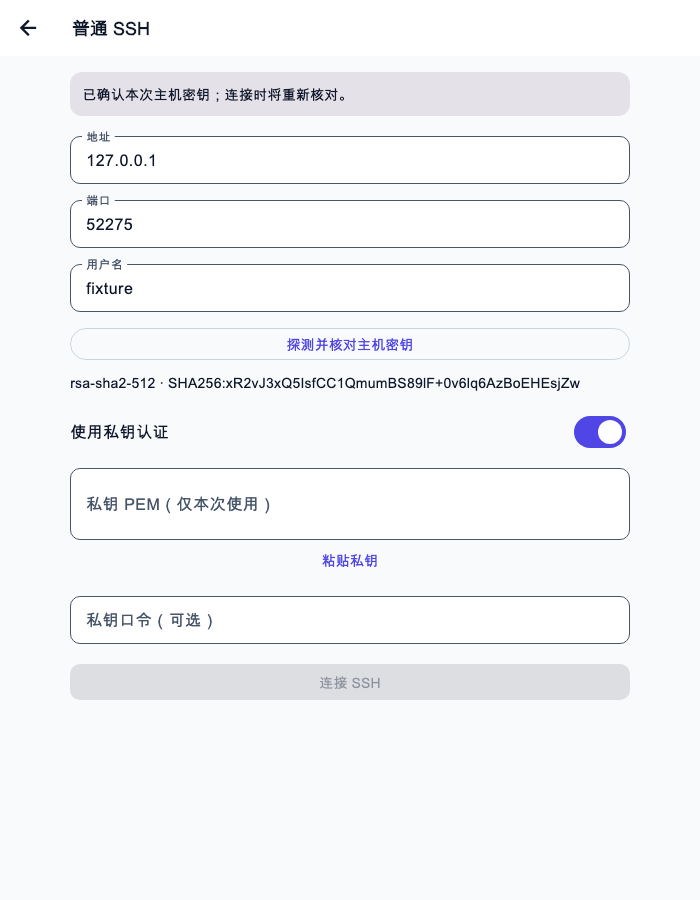 普通 SSH
已确认本次主机密钥；连接时将重新核对。
地址
127.0.0.1
端口
52275
用户名
fixture
探测并核对主机密钥
rsa-sha2-512 · SHA256:xR2vJ3xQ5IsfCC1QmumBS89lF+0v6lq6AzBoEHEsjZw
使用私钥认证
私钥 PEM（仅本次使用）
粘贴私钥
私钥口令（可选）
连接 SSH